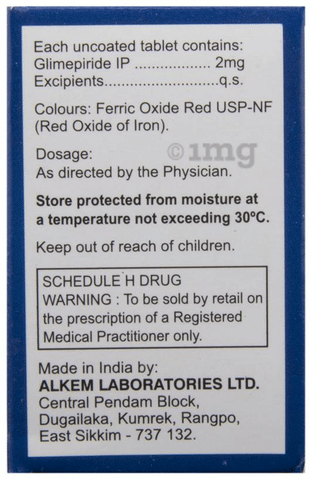 Each uncoated tablet contains:
Glimepiride IP ................. 2mg
Excipients...........................q.s.
Colours: Ferric Oxide Red USP-NF
(Red Oxide of Iron).
Dosage:
©1mg
As directed by the Physician.
Store protected from moisture at
a temperature not exceeding 30ºC.
Keep out of reach of children.
SCHEDULE H DRUG
WARNING : To be sold by retail on
the prescription of a Registered
Medical Practitioner only.
Made in India by:
ALKEM LABORATORIES LTD.
Central Pendam Block,
Dugailaka, Kumrek, Rangpo,
East Sikkim - 737 132.